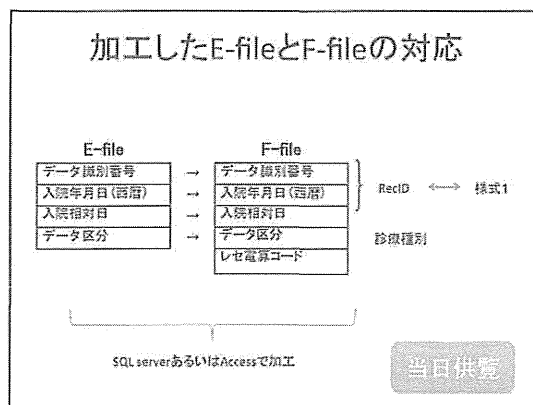 加工したE-fileとF-fileの対応
E-file
F-file
データ識別番号 → データ識別番号
入院年月日(西暦) → 入院年月日(西暦)
入院相対日 → 入院相対日
データ区分 → データ区分
レセ電算コード
RecID ⟷ 様式1
診療種別
SQL serverあるいはAccessで加工
当日供覧